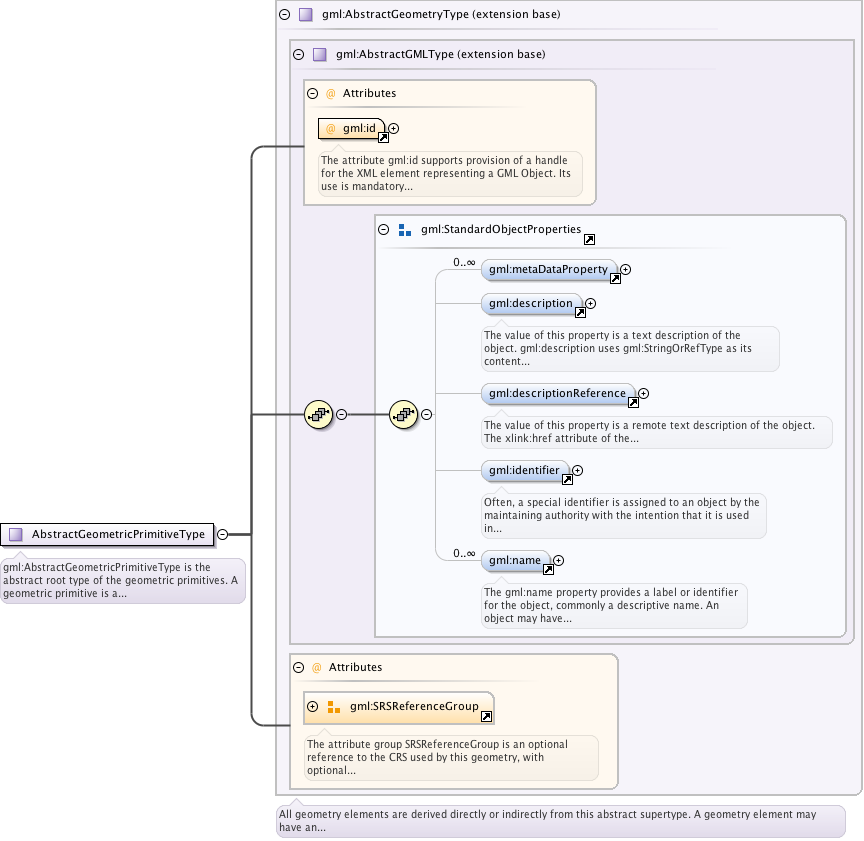 gml:AbstractGeometryType (extension base)
gml:AbstractGMLType (extension base)
@ Attributes
@ gml:id
The attribute gml:id supports provision of a handle
for the XML element representing a GML Object. Its
use is mandatory...
gml:StandardObjectProperties
0..∞
gml:metaDataProperty
gml:description
The value of this property is a text description of the
object. gml:description uses gml:StringOrRefType as its
content...
gml:descriptionReference
The value of this property is a remote text description of the object.
The xlink:href attribute of the...
gml:identifier
Often, a special identifier is assigned to an object by the
maintaining authority with the intention that it is used
in...
AbstractGeometricPrimitiveType
gml:AbstractGeometricPrimitiveType is the
abstract root type of the geometric primitives. A
geometric primitive is a...
0..∞
gml:name
The gml:name property provides a label or identifier
for the object, commonly a descriptive name. An
object may have...
@ Attributes
gml:SRSReferenceGroup
The attribute group SRSReferenceGroup is an optional
reference to the CRS used by this geometry, with
optional...
All geometry elements are derived directly or indirectly from this abstract supertype. A geometry element may
have an...